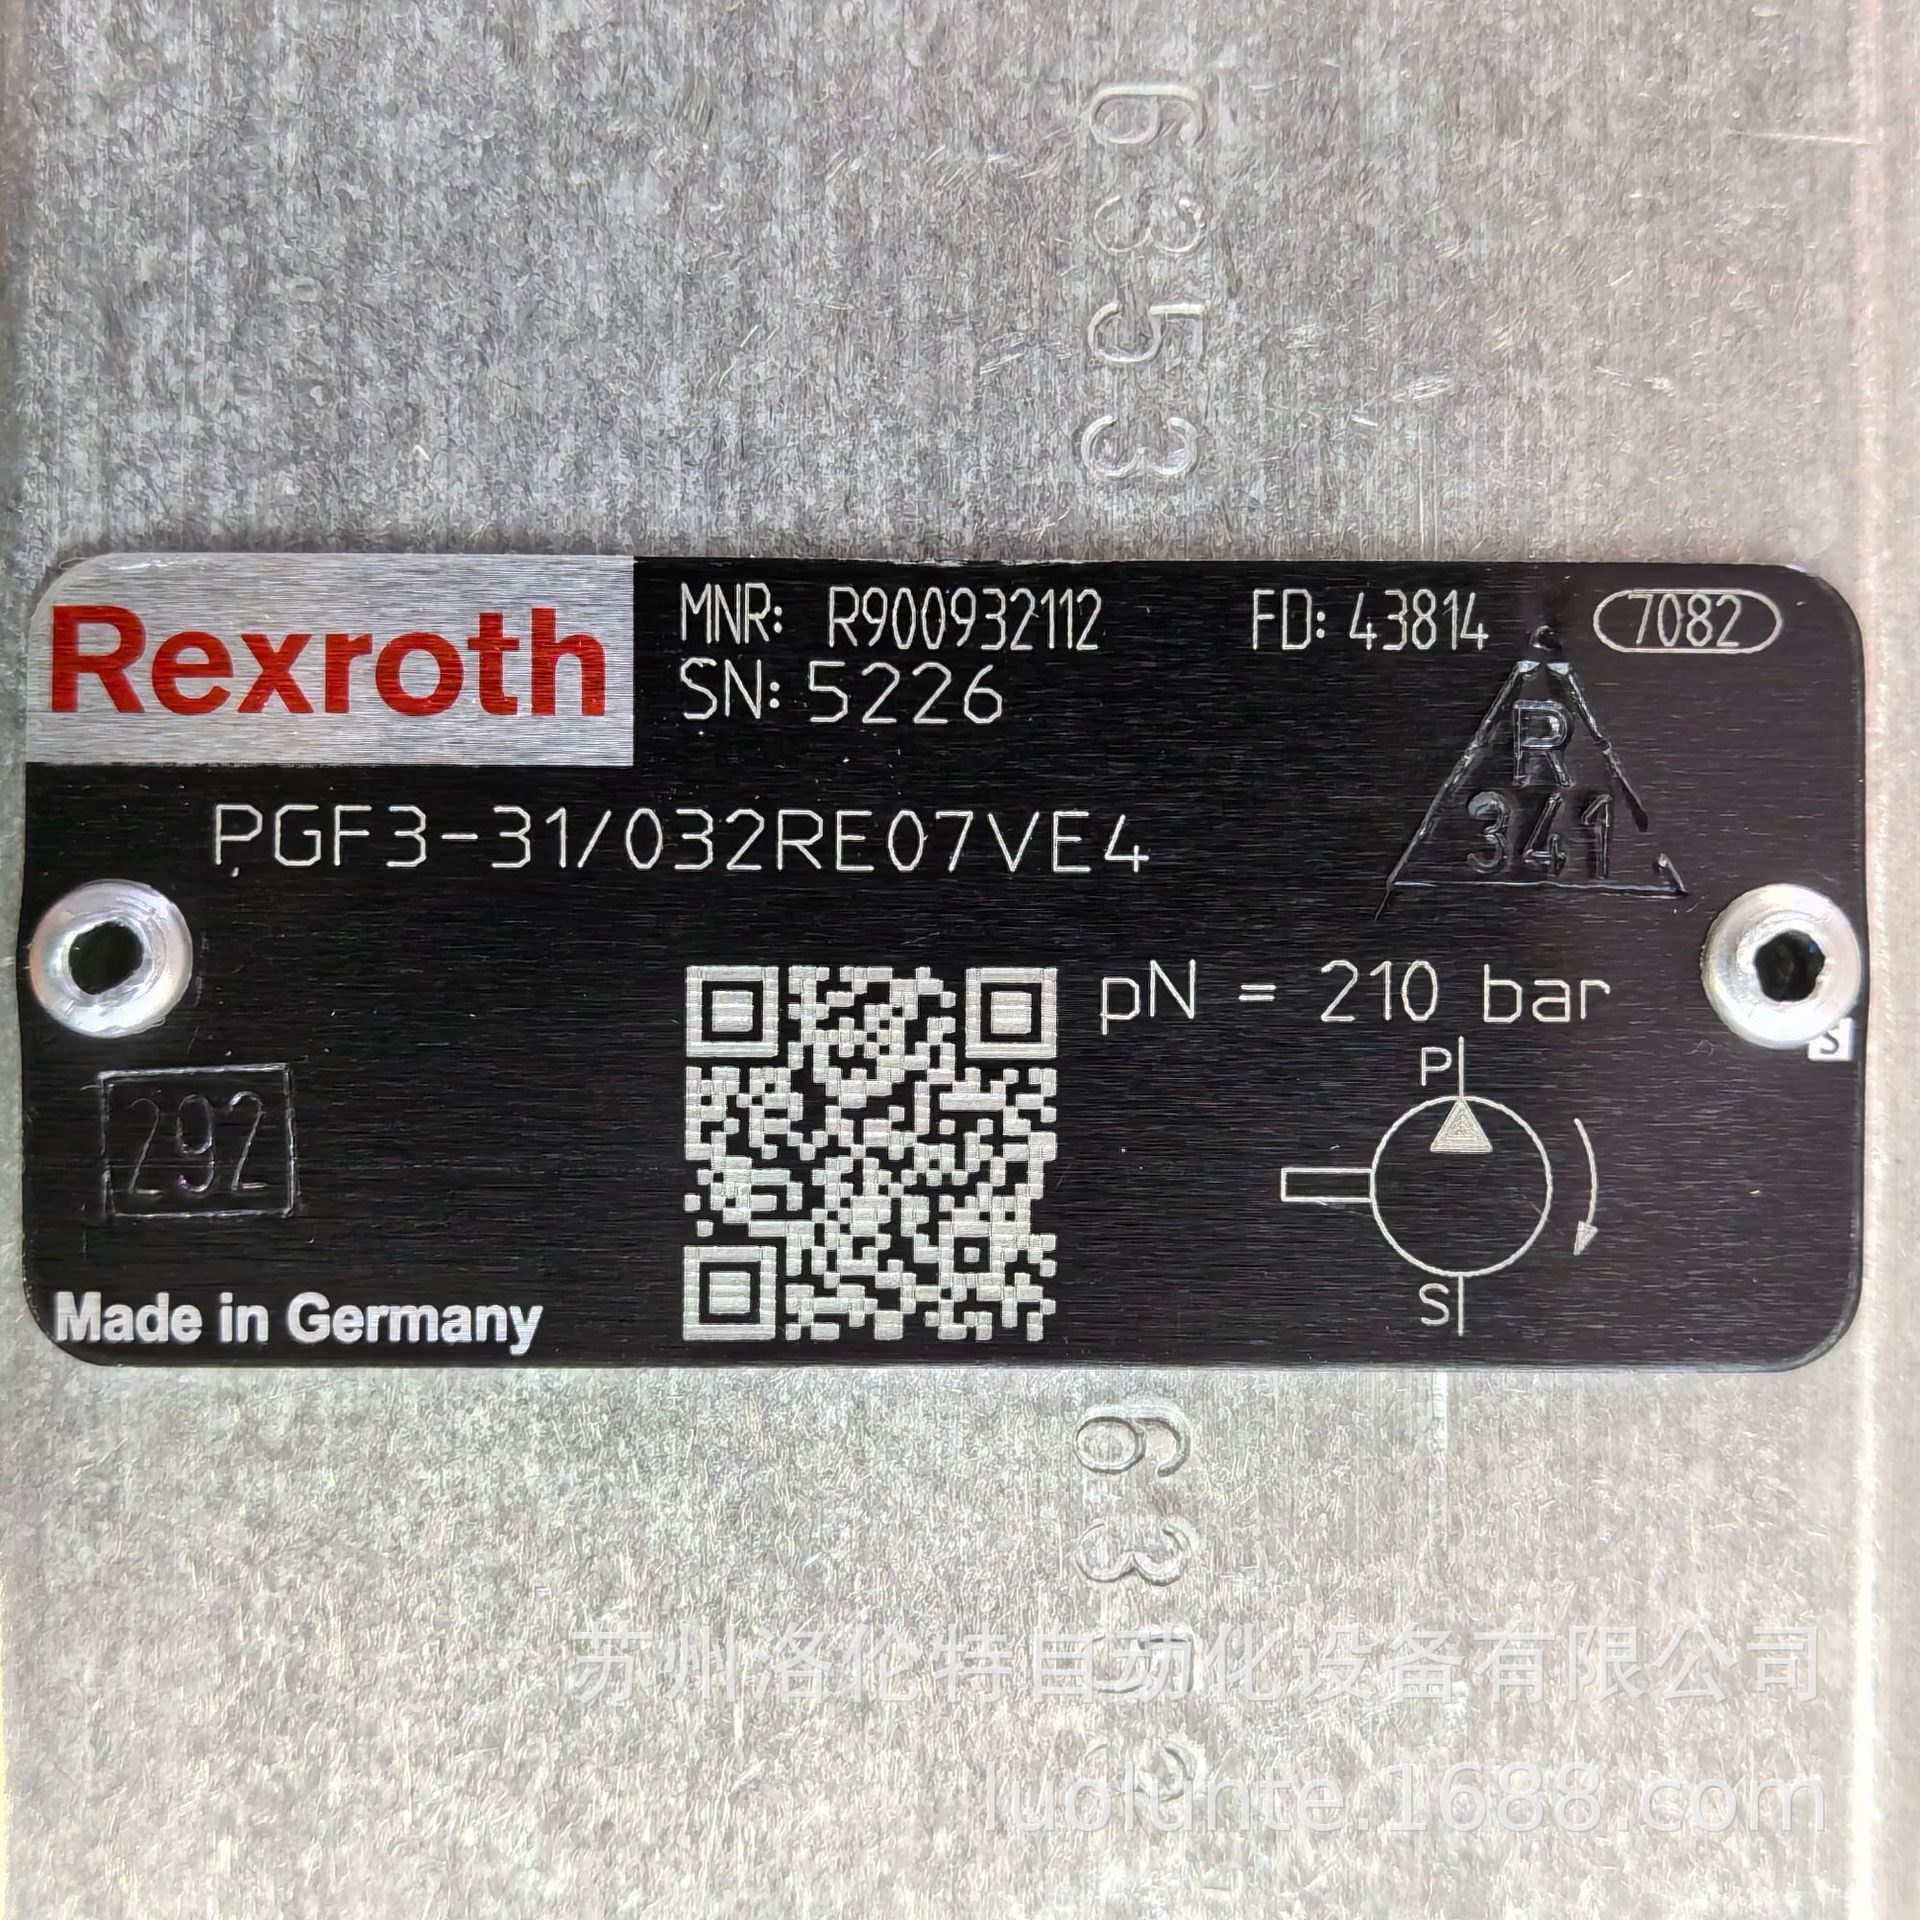 6353
Rexroth
MNR: R900932112 FD: 43814 7082
SN: 5226
R
341
PGF3-31/032RE07VE4
pN = 210 bar
P
S
292
S
Made in Germany
苏州洛伦特自动化设备有限公司
luolunte.1688.com